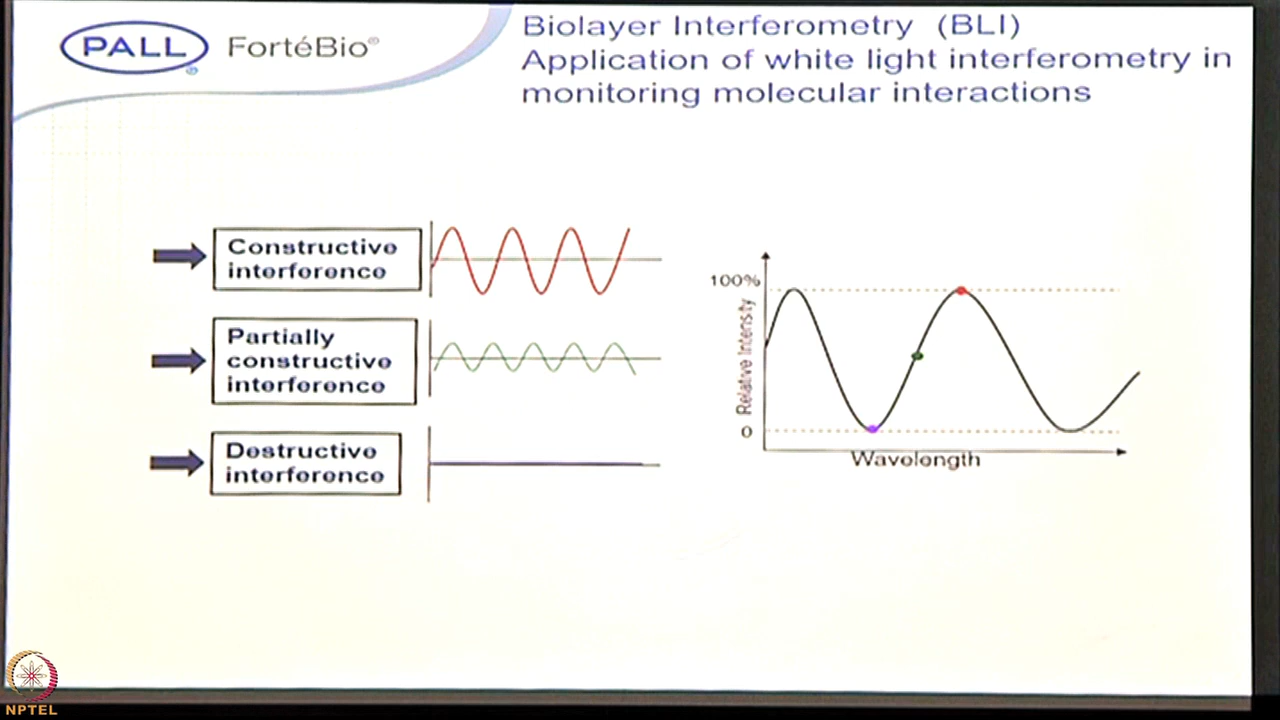 PALL
®
FortéBio®
Biolayer Interferometry (BLI)
Application of white light interferometry in
monitoring molecular interactions
Constructive
interference
Partially
constructive
interference
Destructive
interference
100%
Relative Intensity
0
Wavelength
NPTEL